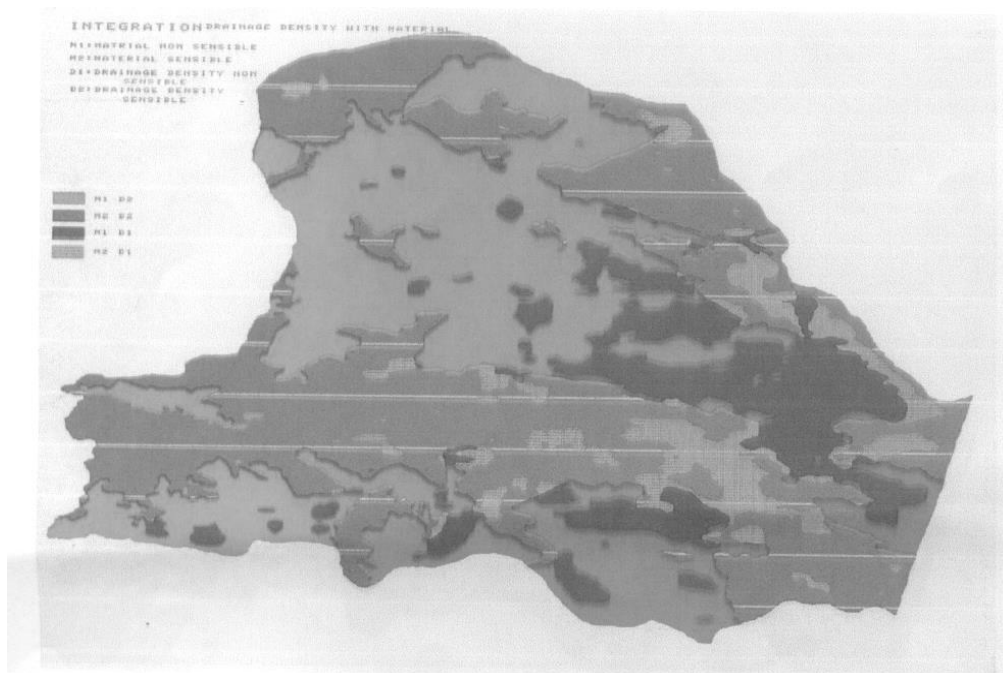 INTEGRATION DRAINAGE DENSITY WITH MATERIAL
M1:MATRIAL NON SENSIBLE
M2:MATERIAL SENSIBLE
D1:DRAINAGE DENSITY NON
SENSIBLE
D2:DRAINAGE DENSITY
SENSIBLE
M1 D2
M2 D2
M1 D1
M2 D1